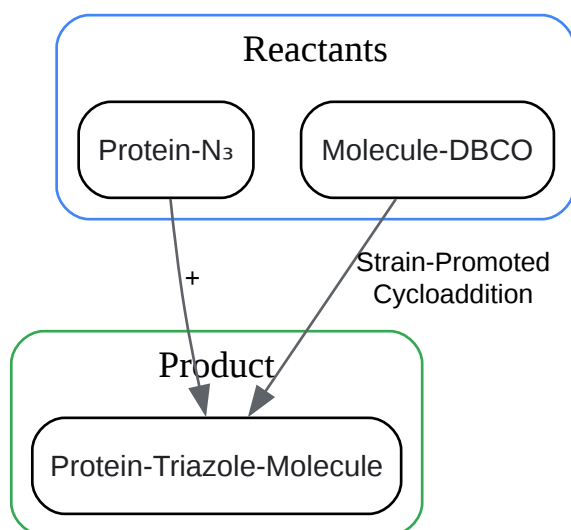 Reactants
Protein-N₃
Molecule-DBCO
+
Strain-Promoted
Cycloaddition
Product
Protein-Triazole-Molecule